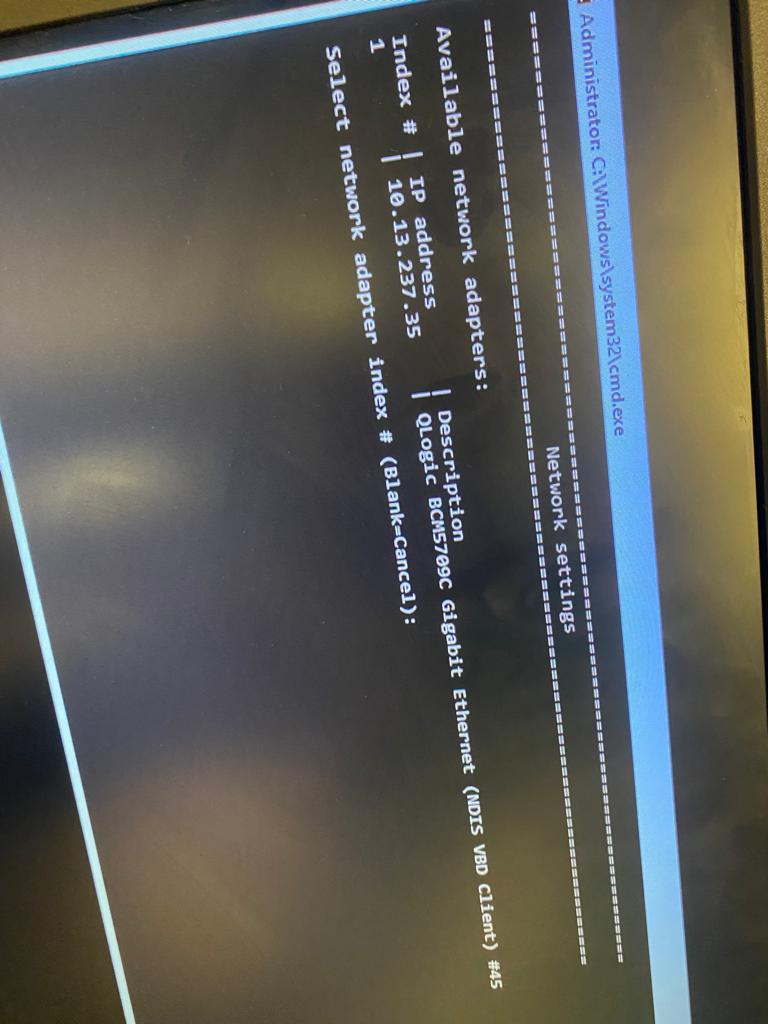 Administrator: C:\Windows\system32\cmd.exe
================================================================================
Network settings
================================================================================
Available network adapters:
Index # | IP address | Description
1 | 10.13.237.35 | QLogic BCM5709C Gigabit Ethernet (NDIS VBD Client) #45
Select network adapter index # (Blank=Cancel):